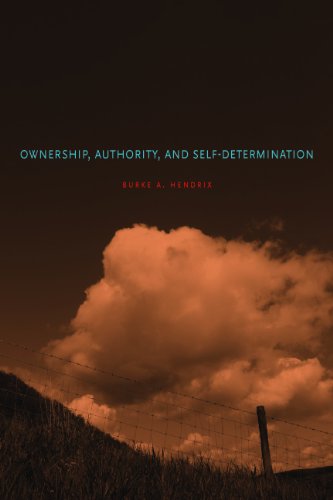 OWNERSHIP, AUTHORITY, AND SELF-DETERMINATION
BURKE A. HENDRIX